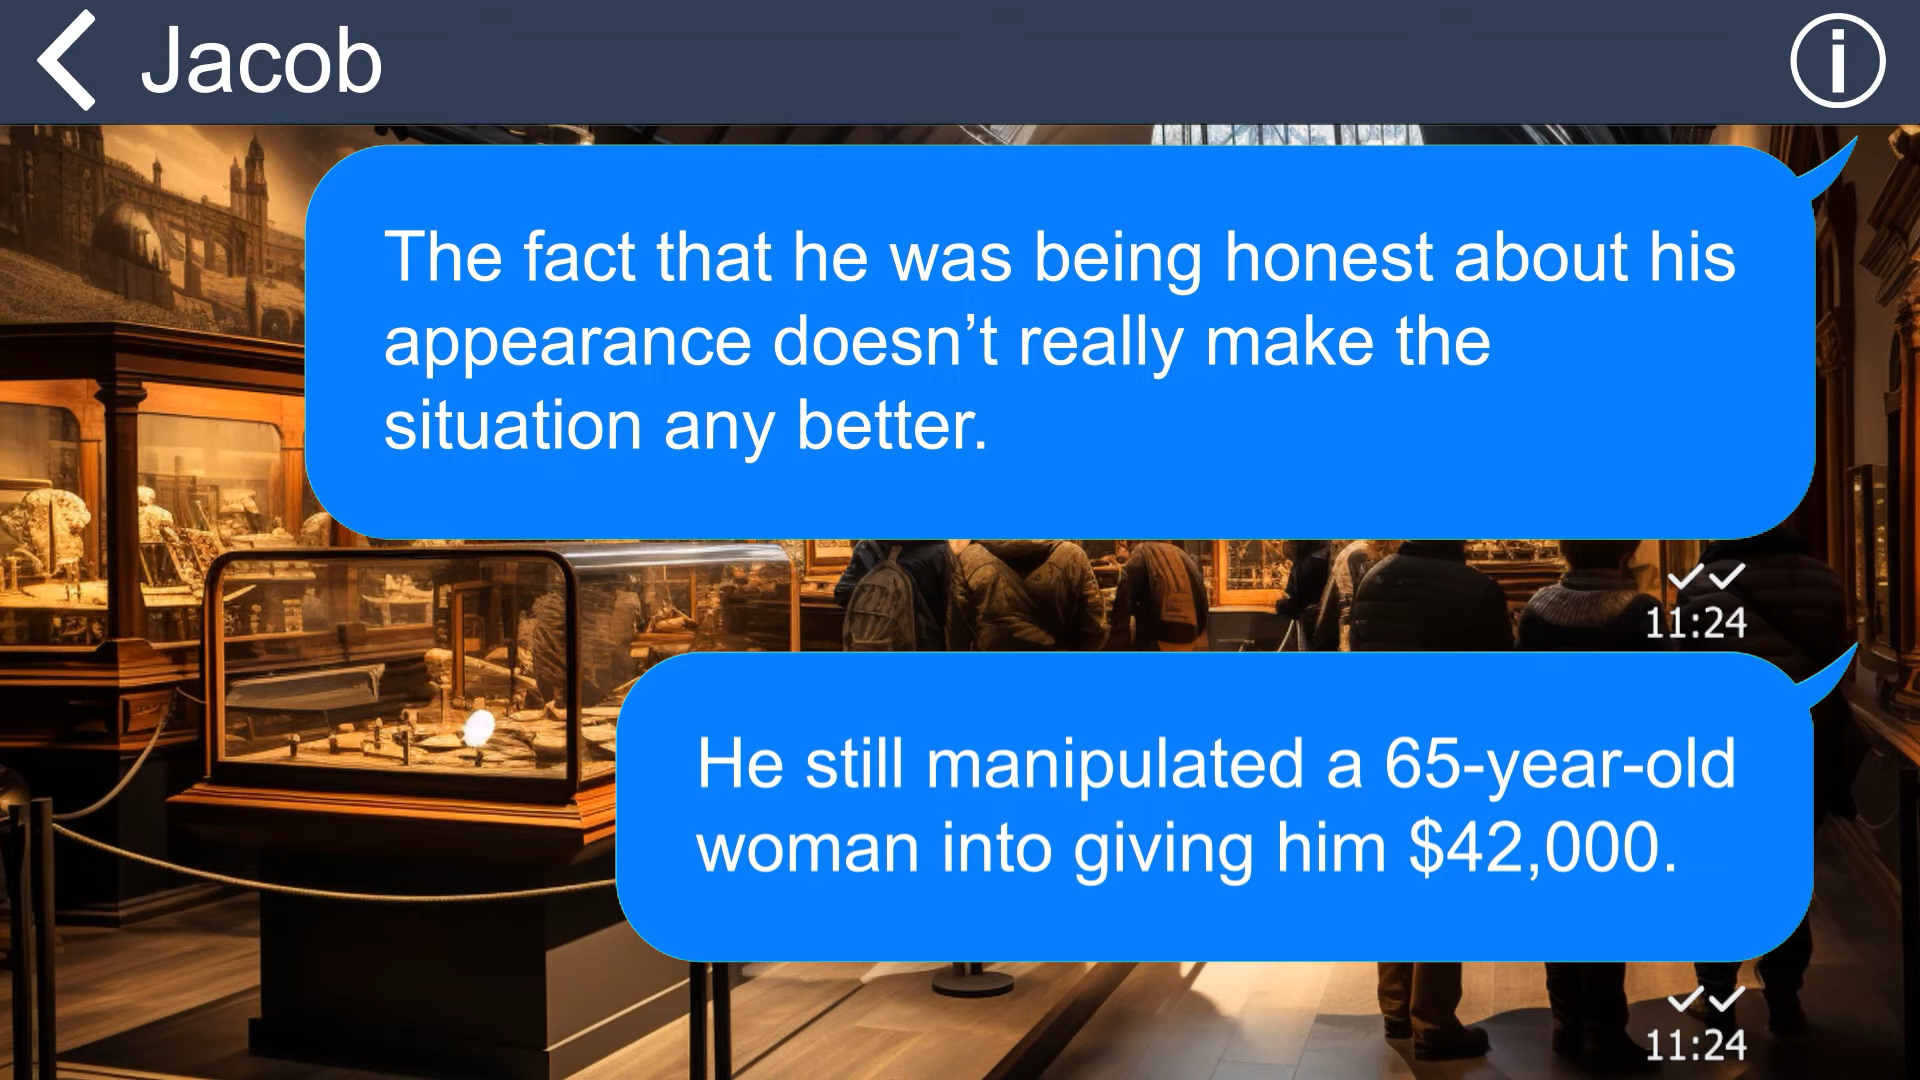 Jacob
The fact that he was being honest about his
appearance doesn’t really make the
situation any better.
11:24
He still manipulated a 65-year-old
woman into giving him $42,000.
11:24